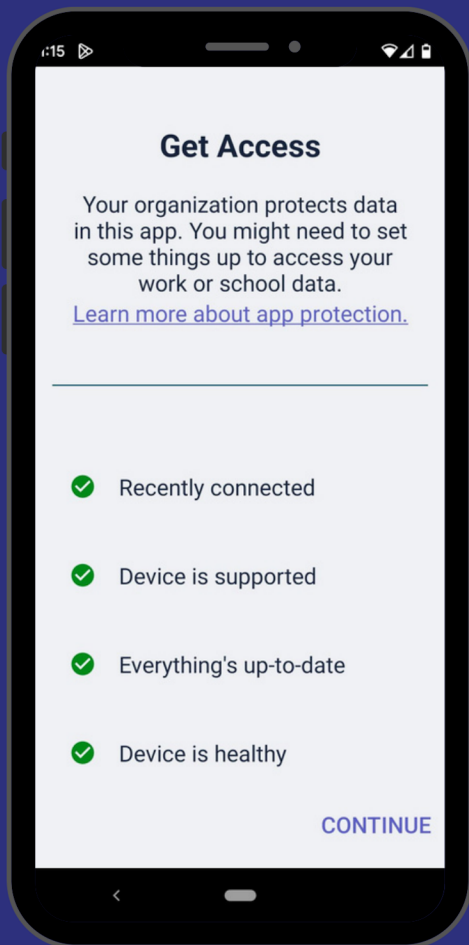 :15
Get Access
Your organization protects data
in this app. You might need to set
some things up to access your
work or school data.
Learn more about app protection.
Recently connected
Device is supported
Everything's up-to-date
Device is healthy
CONTINUE